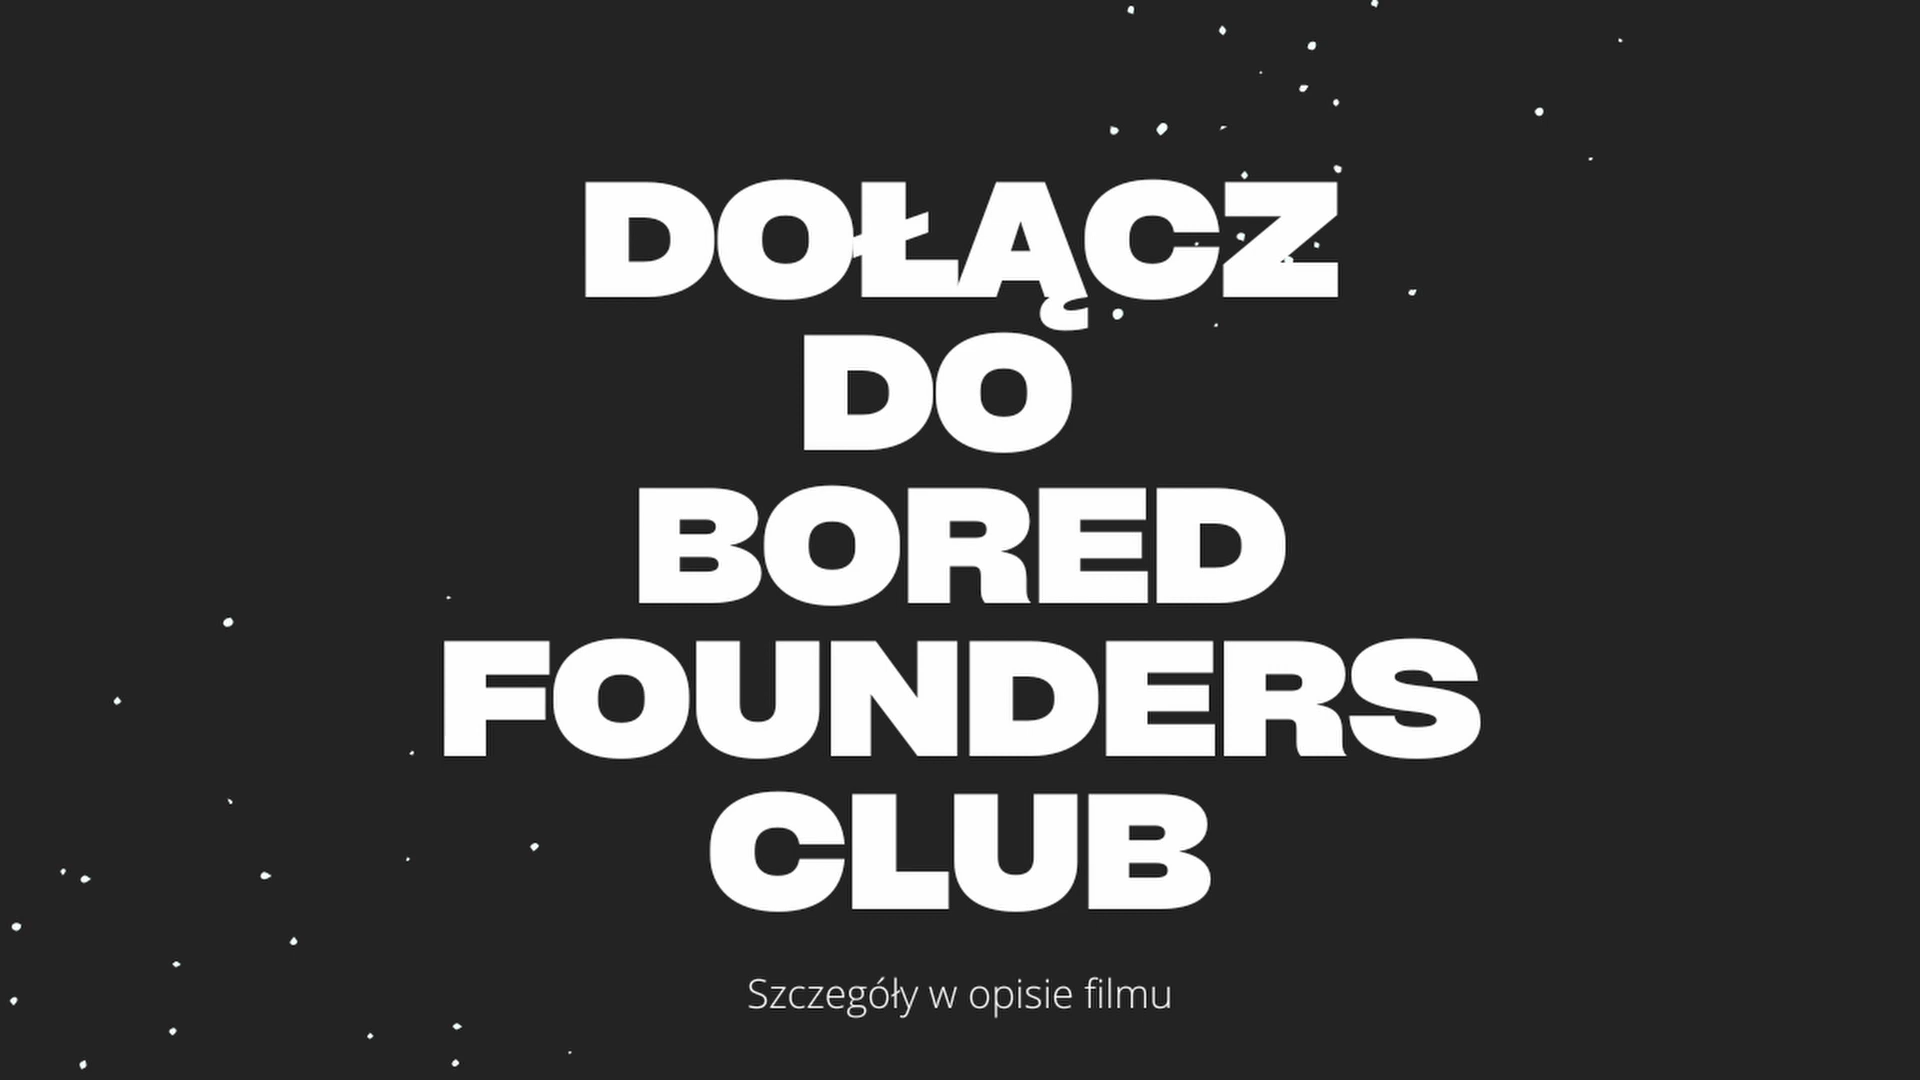 DOŁĄCZ
DO
BORED
FOUNDERS
CLUB
Szczegóły w opisie filmu